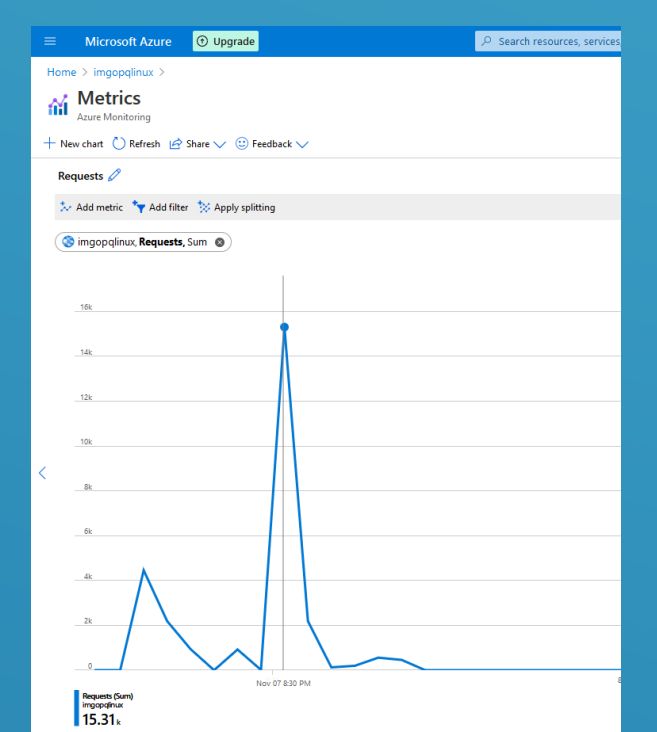 Microsoft Azure
Upgrade
Search resources, services
Home > imgopqlinux >
Metrics
Azure Monitoring
New chart
Refresh
Share
Feedback
Requests
Add metric
Add filter
Apply splitting
imgopqlinux, Requests, Sum
16k
14k
12k
10k
8k
6k
4k
2k
0
Nov 07 8:30 PM
Requests (Sum)
imgopqlinux
15.31 k